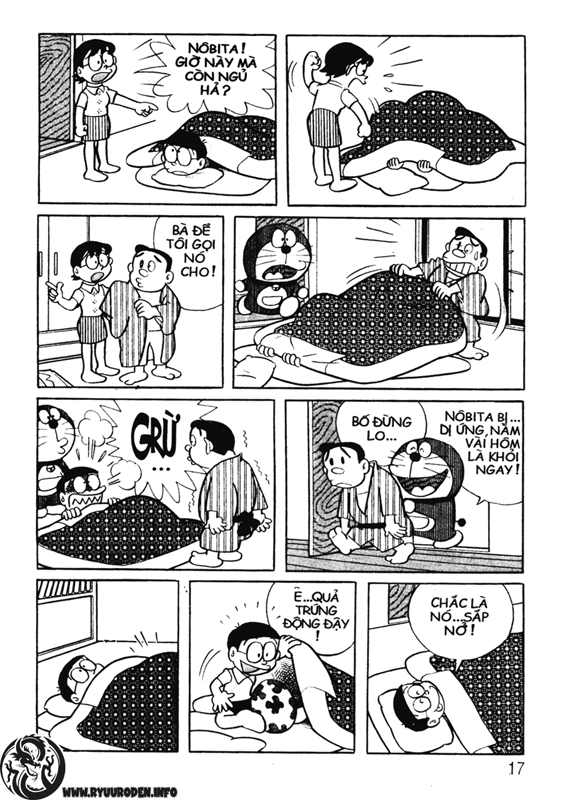 NÔBITA!
GIỜ NÀY MÀ
CÒN NGỦ
HẢ?
BÀ ĐỂ
TÔI GỌI
NÓ
CHO!
GRỪ
...
BỐ ĐỪNG
LO...
NÔBITA BỊ...
DỊ ỨNG, NẰM
VÀI HÔM
LÀ KHỎI
NGAY!
Ê...QUẢ
TRỨNG
ĐỘNG ĐẬY
!
CHẮC LÀ
NÓ...SẮP
NỞ!
17
WWW.RYUURODEN.INFO